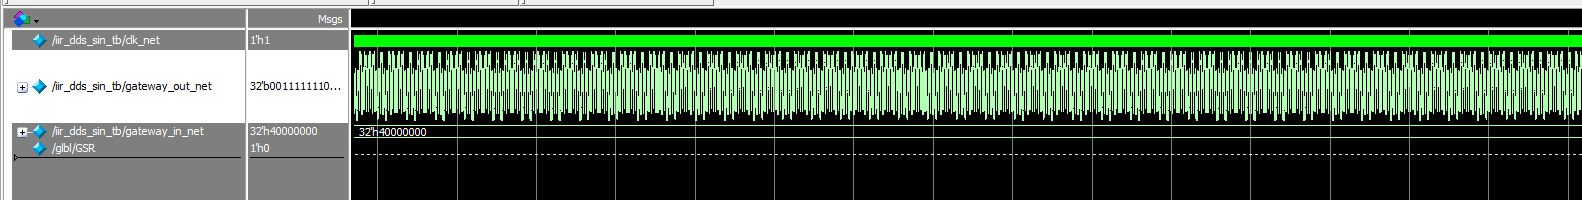 Msgs
/iir_dds_sin_tb/clk_net 1'h1
/iir_dds_sin_tb/gateway_out_net 32'b0011111110...
/iir_dds_sin_tb/gateway_in_net 32'h40000000 32'h40000000
/glbl/GSR 1'h0